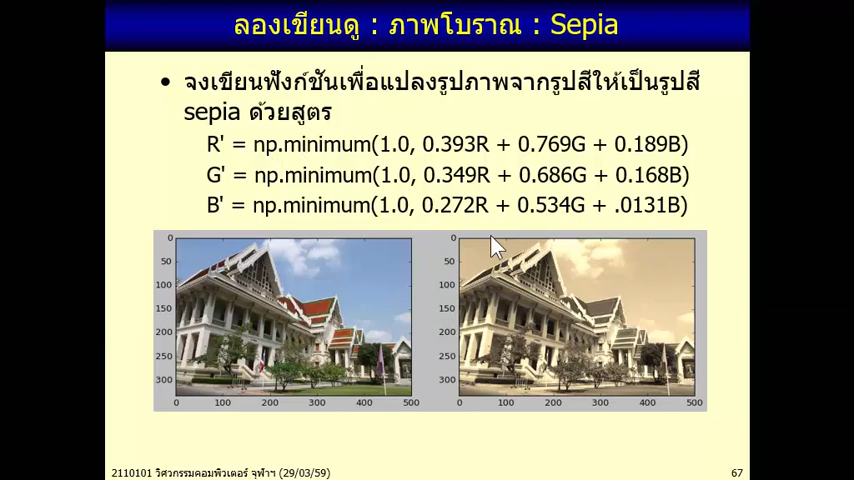 ลองเขียนดู : ภาพโบราณ : Sepia
• จงเขียนฟังก์ชันเพื่อแปลงรูปภาพจากรูปสีให้เป็นรูปสี
sepia ด้วยสูตร
R' = np.minimum(1.0, 0.393R + 0.769G + 0.189B)
G' = np.minimum(1.0, 0.349R + 0.686G + 0.168B)
B' = np.minimum(1.0, 0.272R + 0.534G + .0131B)
0 0
50 50
100 100
150 150
200 200
250 250
300 300
0 100 200 300 400 500 0 100 200 300 400 500
2110101 วิศวกรรมคอมพิวเตอร์ จุฬาฯ (29/03/59) 67